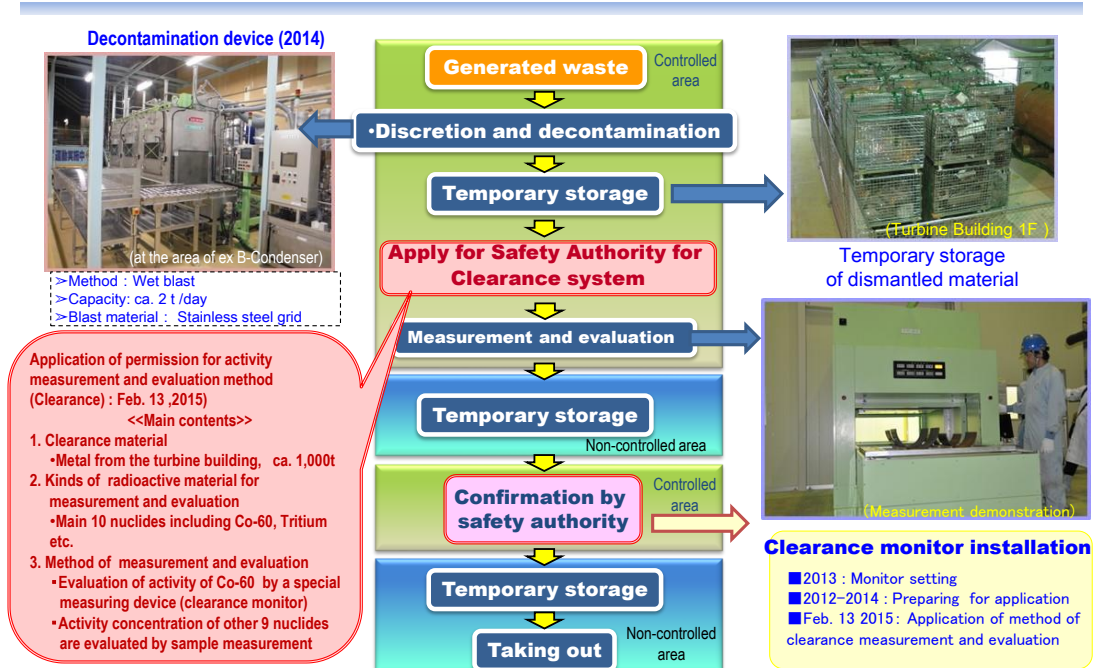 Decontamination device (2014)
(at the area of ex B-Condenser)
➢Method : Wet blast
➢Capacity: ca. 2 t /day
➢Blast material : Stainless steel grid
Application of permission for activity
measurement and evaluation method
(Clearance) : Feb. 13 ,2015)
<<Main contents>>
1. Clearance material
・Metal from the turbine building, ca. 1,000t
2. Kinds of radioactive material for
measurement and evaluation
・Main 10 nuclides including Co-60, Tritium
etc.
3. Method of measurement and evaluation
・Evaluation of activity of Co-60 by a special
measuring device (clearance monitor)
・Activity concentration of other 9 nuclides
are evaluated by sample measurement
Generated waste
Controlled
area
・Discretion and decontamination
Temporary storage
Apply for Safety Authority for
Clearance system
Measurement and evaluation
Temporary storage
Non-controlled area
Confirmation by
safety authority
Controlled
area
Temporary storage
Taking out
Non-controlled
area
(Turbine Building 1F )
Temporary storage
of dismantled material
(Measurement demonstration)
Clearance monitor installation
■2013 : Monitor setting
■2012-2014 : Preparing for application
■Feb. 13 2015: Application of method of
clearance measurement and evaluation